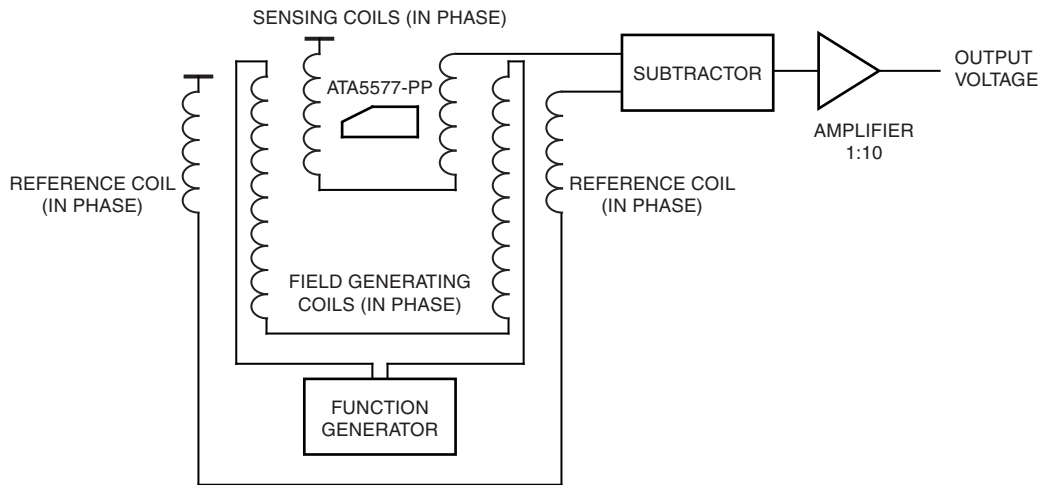 SENSING COILS (IN PHASE)
ATA5577-PP
SUBTRACTOR
OUTPUT
VOLTAGE
AMPLIFIER
1:10
REFERENCE COIL
(IN PHASE)
REFERENCE COIL
(IN PHASE)
FIELD GENERATING
COILS (IN PHASE)
FUNCTION
GENERATOR